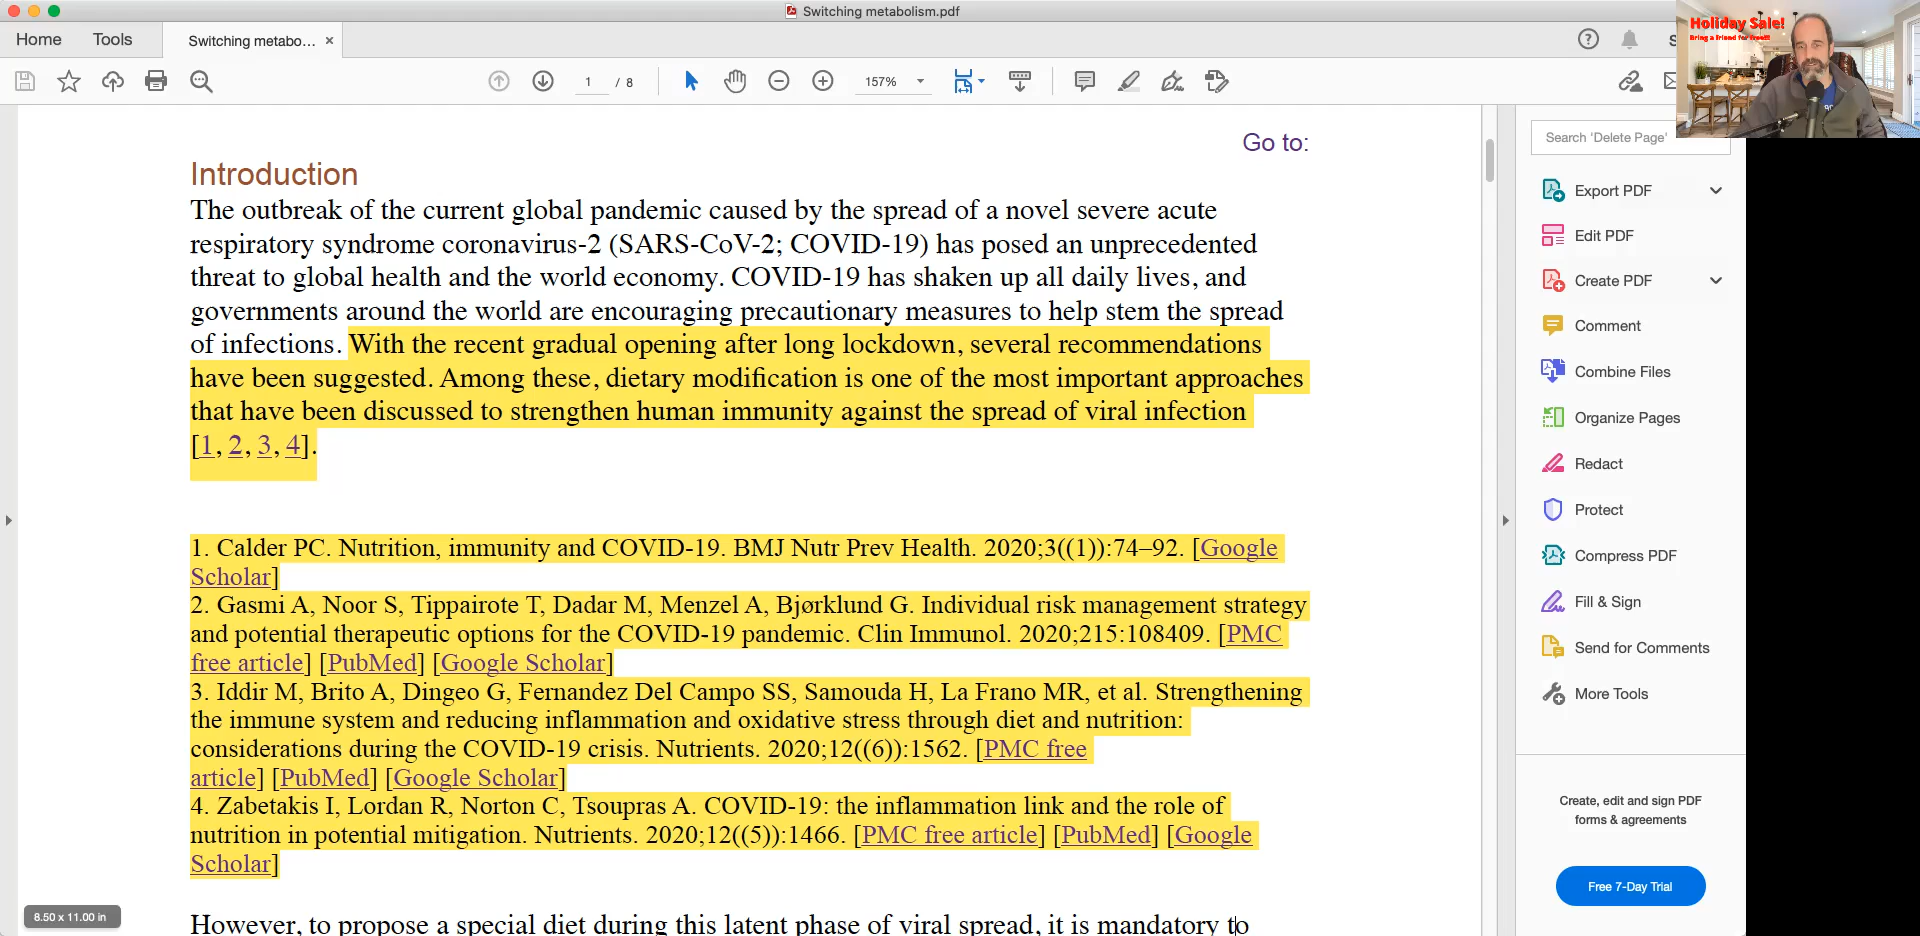 Switching metabolism.pdf
Home
Tools
Switching metabo...
1 / 8
157%
Holiday Sale!
Bring a friend for free!!!
Go to:
Introduction
The outbreak of the current global pandemic caused by the spread of a novel severe acute
respiratory syndrome coronavirus-2 (SARS-CoV-2; COVID-19) has posed an unprecedented
threat to global health and the world economy. COVID-19 has shaken up all daily lives, and
governments around the world are encouraging precautionary measures to help stem the spread
of infections. With the recent gradual opening after long lockdown, several recommendations
have been suggested. Among these, dietary modification is one of the most important approaches
that have been discussed to strengthen human immunity against the spread of viral infection
[1, 2, 3, 4].
1. Calder PC. Nutrition, immunity and COVID-19. BMJ Nutr Prev Health. 2020;3((1)):74–92. [Google
Scholar]
2. Gasmi A, Noor S, Tippairote T, Dadar M, Menzel A, Bjørklund G. Individual risk management strategy
and potential therapeutic options for the COVID-19 pandemic. Clin Immunol. 2020;215:108409. [PMC
free article] [PubMed] [Google Scholar]
3. Iddir M, Brito A, Dingeo G, Fernandez Del Campo SS, Samouda H, La Frano MR, et al. Strengthening
the immune system and reducing inflammation and oxidative stress through diet and nutrition:
considerations during the COVID-19 crisis. Nutrients. 2020;12((6)):1562. [PMC free
article] [PubMed] [Google Scholar]
4. Zabetakis I, Lordan R, Norton C, Tsoupras A. COVID-19: the inflammation link and the role of
nutrition in potential mitigation. Nutrients. 2020;12((5)):1466. [PMC free article] [PubMed] [Google
Scholar]
However, to propose a special diet during this latent phase of viral spread, it is mandatory to
8.50 x 11.00 in
Search 'Delete Page'
Export PDF
Edit PDF
Create PDF
Comment
Combine Files
Organize Pages
Redact
Protect
Compress PDF
Fill & Sign
Send for Comments
More Tools
Create, edit and sign PDF
forms & agreements
Free 7-Day Trial